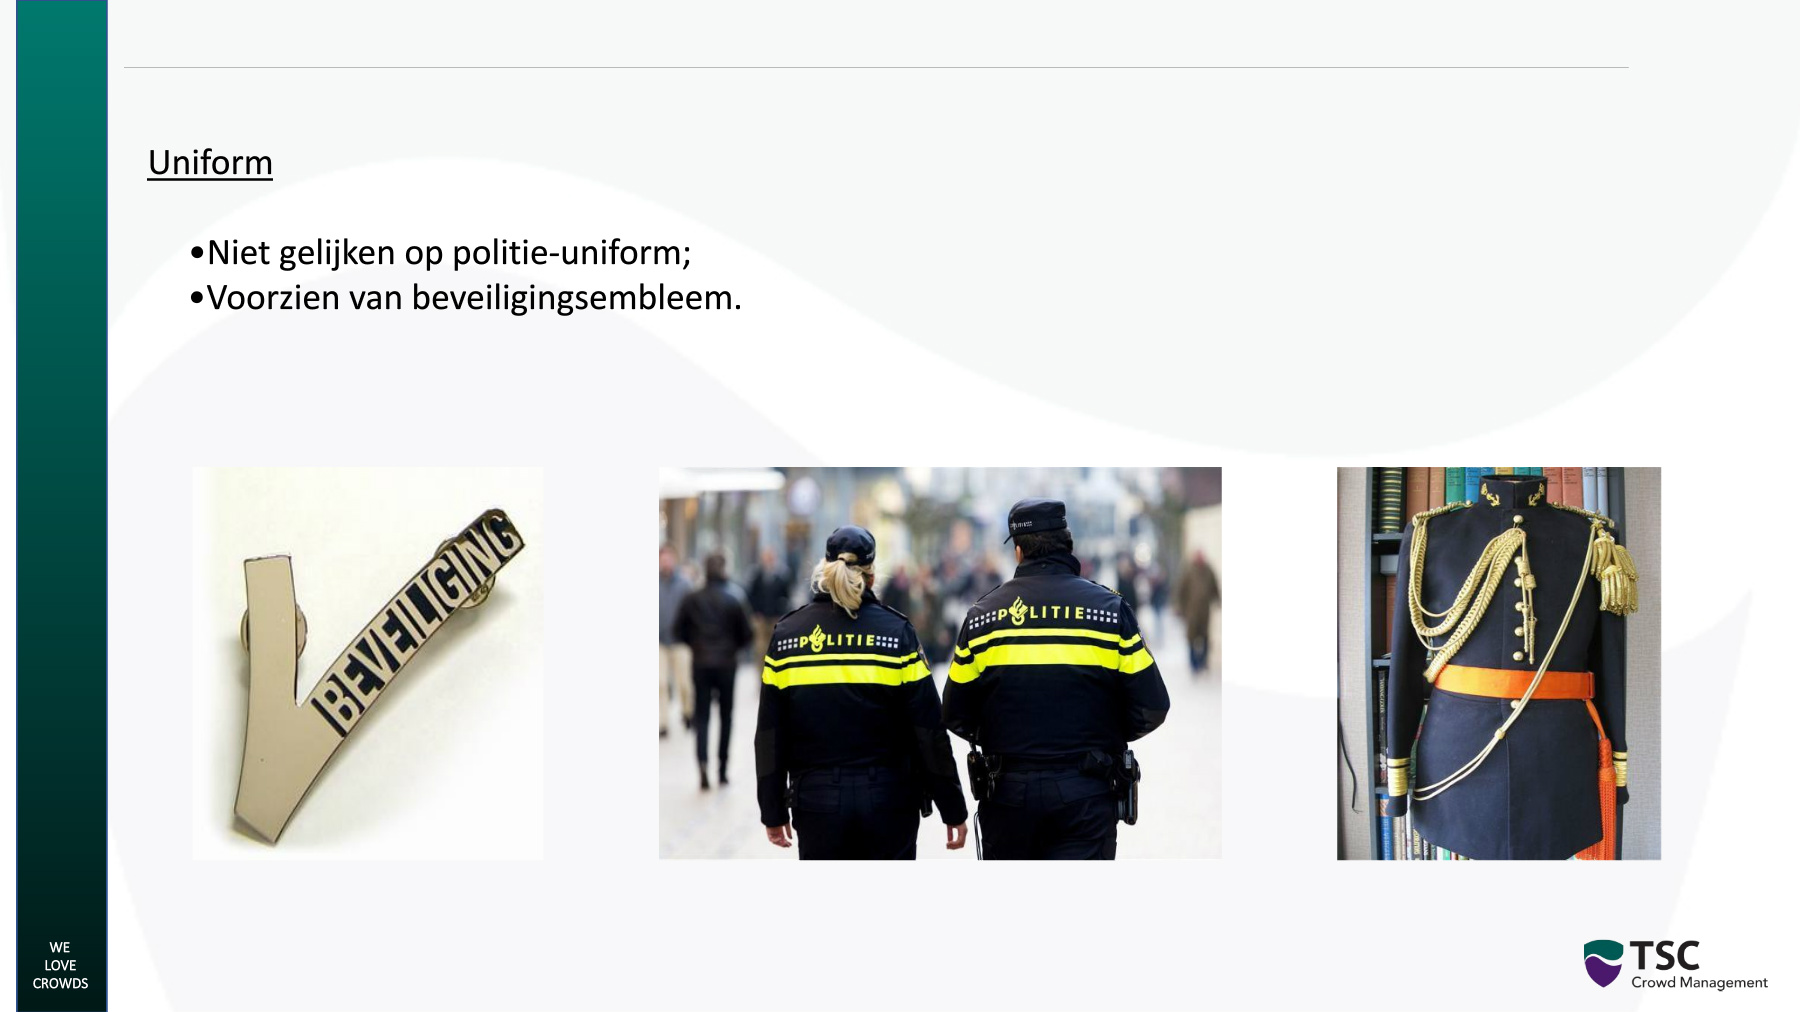 Uniform
•Niet gelijken op politie-uniform;
•Voorzien van beveiligingsembleem.
BEVEILIGING
POLITIE
POLITIE
WE
LOVE
CROWDS
TSC
Crowd Management